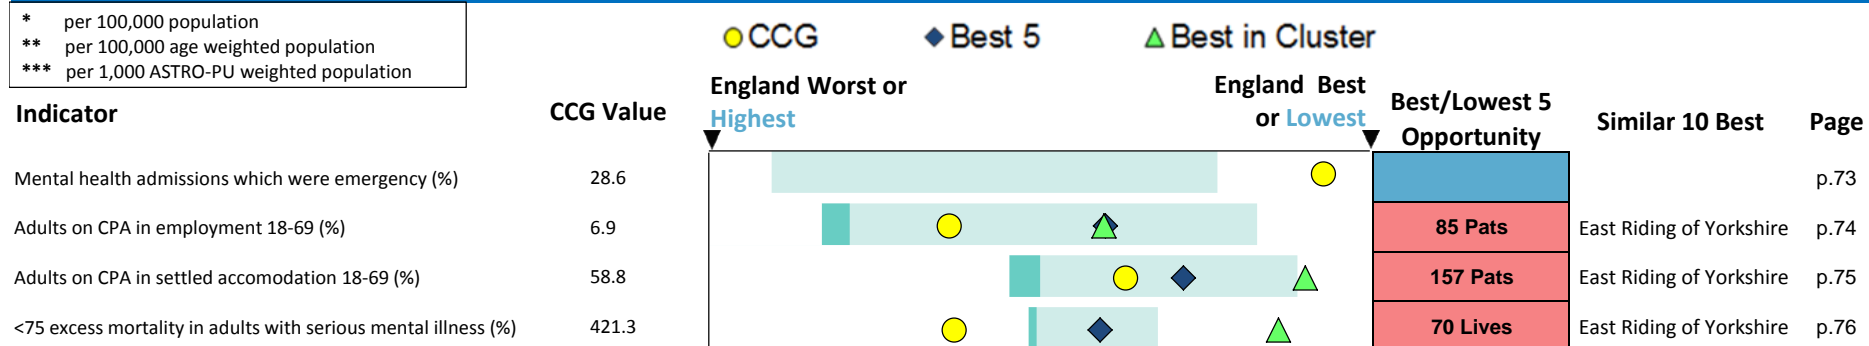 * per 100,000 population
** per 100,000 age weighted population
*** per 1,000 ASTRO-PU weighted population
CCG Best 5 Best in Cluster
Indicator CCG Value England Worst or Highest England Best or Lowest Best/Lowest 5 Opportunity Similar 10 Best Page
Mental health admissions which were emergency (%) 28.6 p.73
Adults on CPA in employment 18-69 (%) 6.9 85 Pats East Riding of Yorkshire p.74
Adults on CPA in settled accomodation 18-69 (%) 58.8 157 Pats East Riding of Yorkshire p.75
<75 excess mortality in adults with serious mental illness (%) 421.3 70 Lives East Riding of Yorkshire p.76